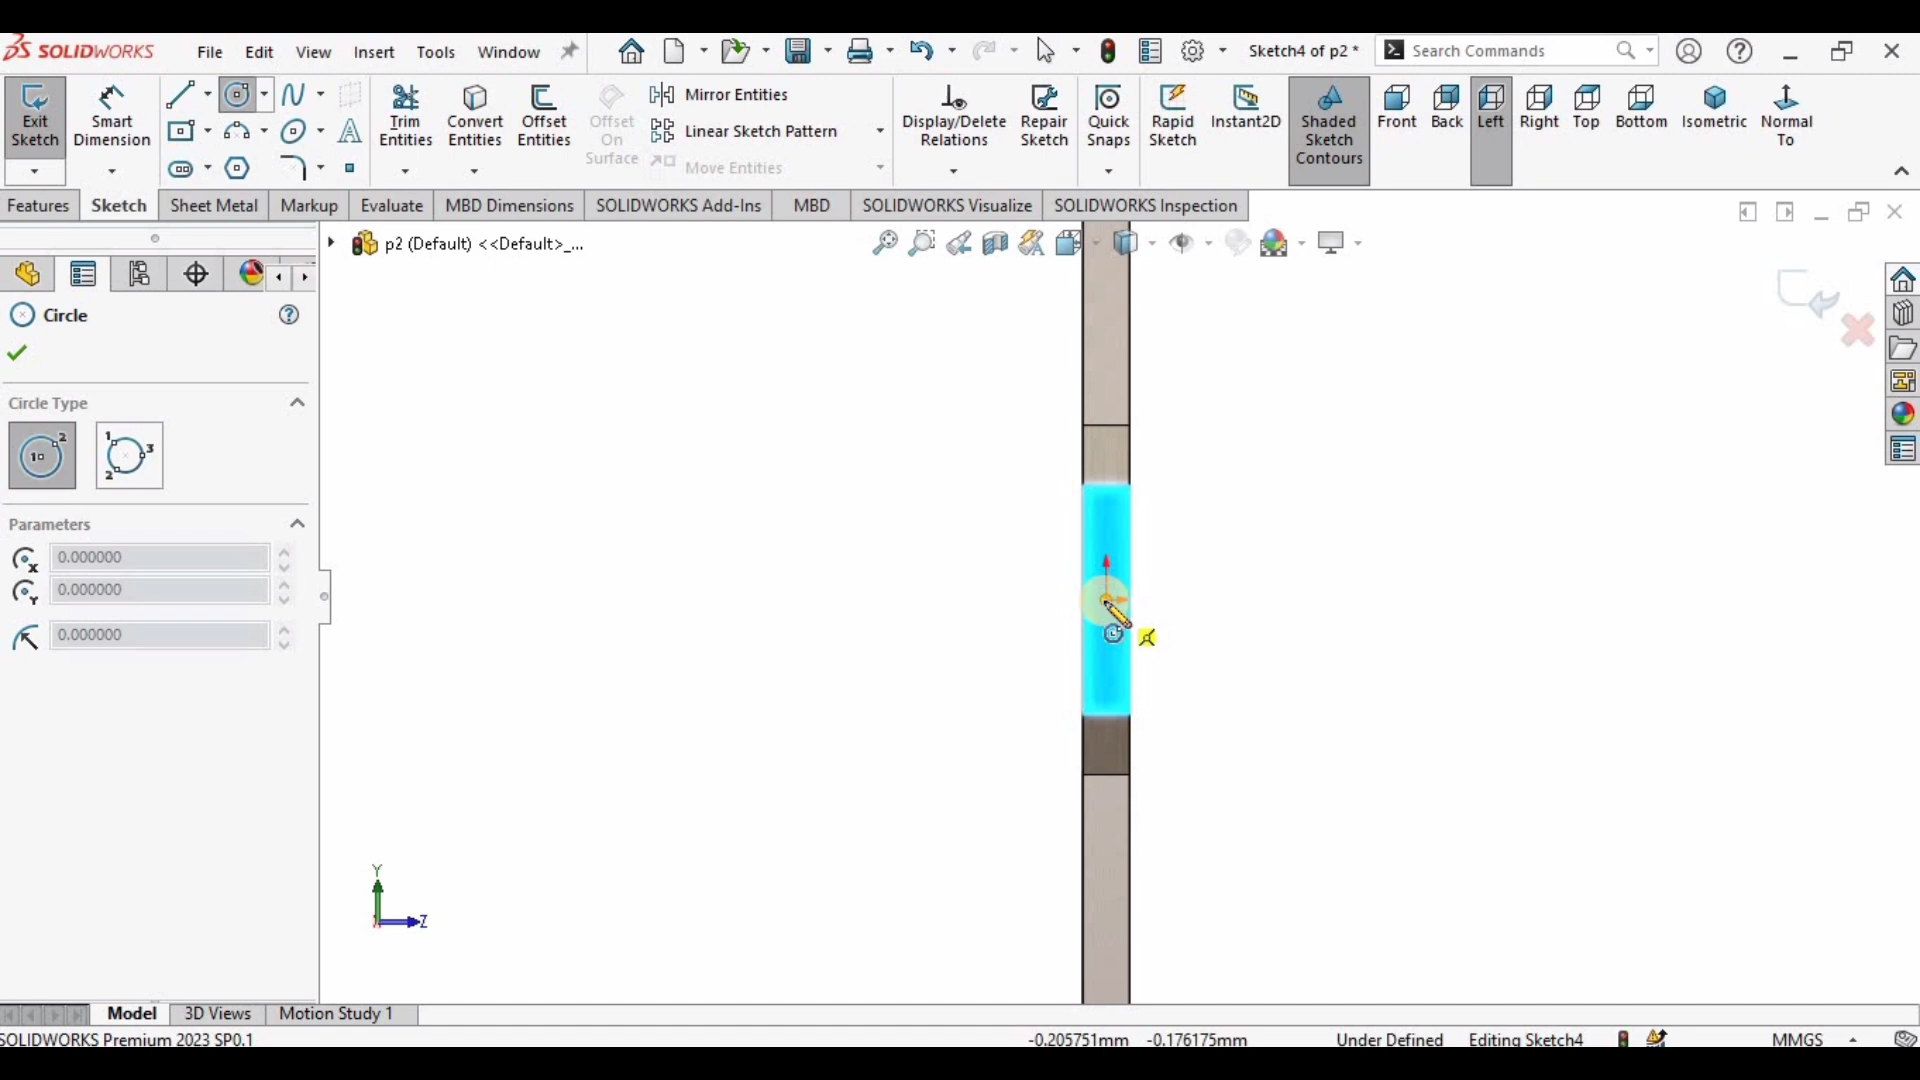 SOLIDWORKS File Edit View Insert Tools Window Sketch4 of p2 * Search Commands
Exit Sketch
Smart Dimension
Trim Entities
Convert Entities
Offset Entities
Offset On Surface
Mirror Entities
Linear Sketch Pattern
Move Entities
Display/Delete Relations
Repair Sketch
Quick Snaps
Rapid Sketch
Instant2D
Shaded Sketch Contours
Front
Back
Left
Right
Top
Bottom
Isometric
Normal To
Features Sketch Sheet Metal Markup Evaluate MBD Dimensions SOLIDWORKS Add-Ins MBD SOLIDWORKS Visualize SOLIDWORKS Inspection
p2 (Default) <<Default>_...
Circle
Circle Type
1 2
1 2 3
Parameters
X 0.000000
Y 0.000000
0.000000
Y
Z
Model 3D Views Motion Study 1
SOLIDWORKS Premium 2023 SP0.1 -0.205751mm -0.176175mm Under Defined Editing Sketch4 MMGS